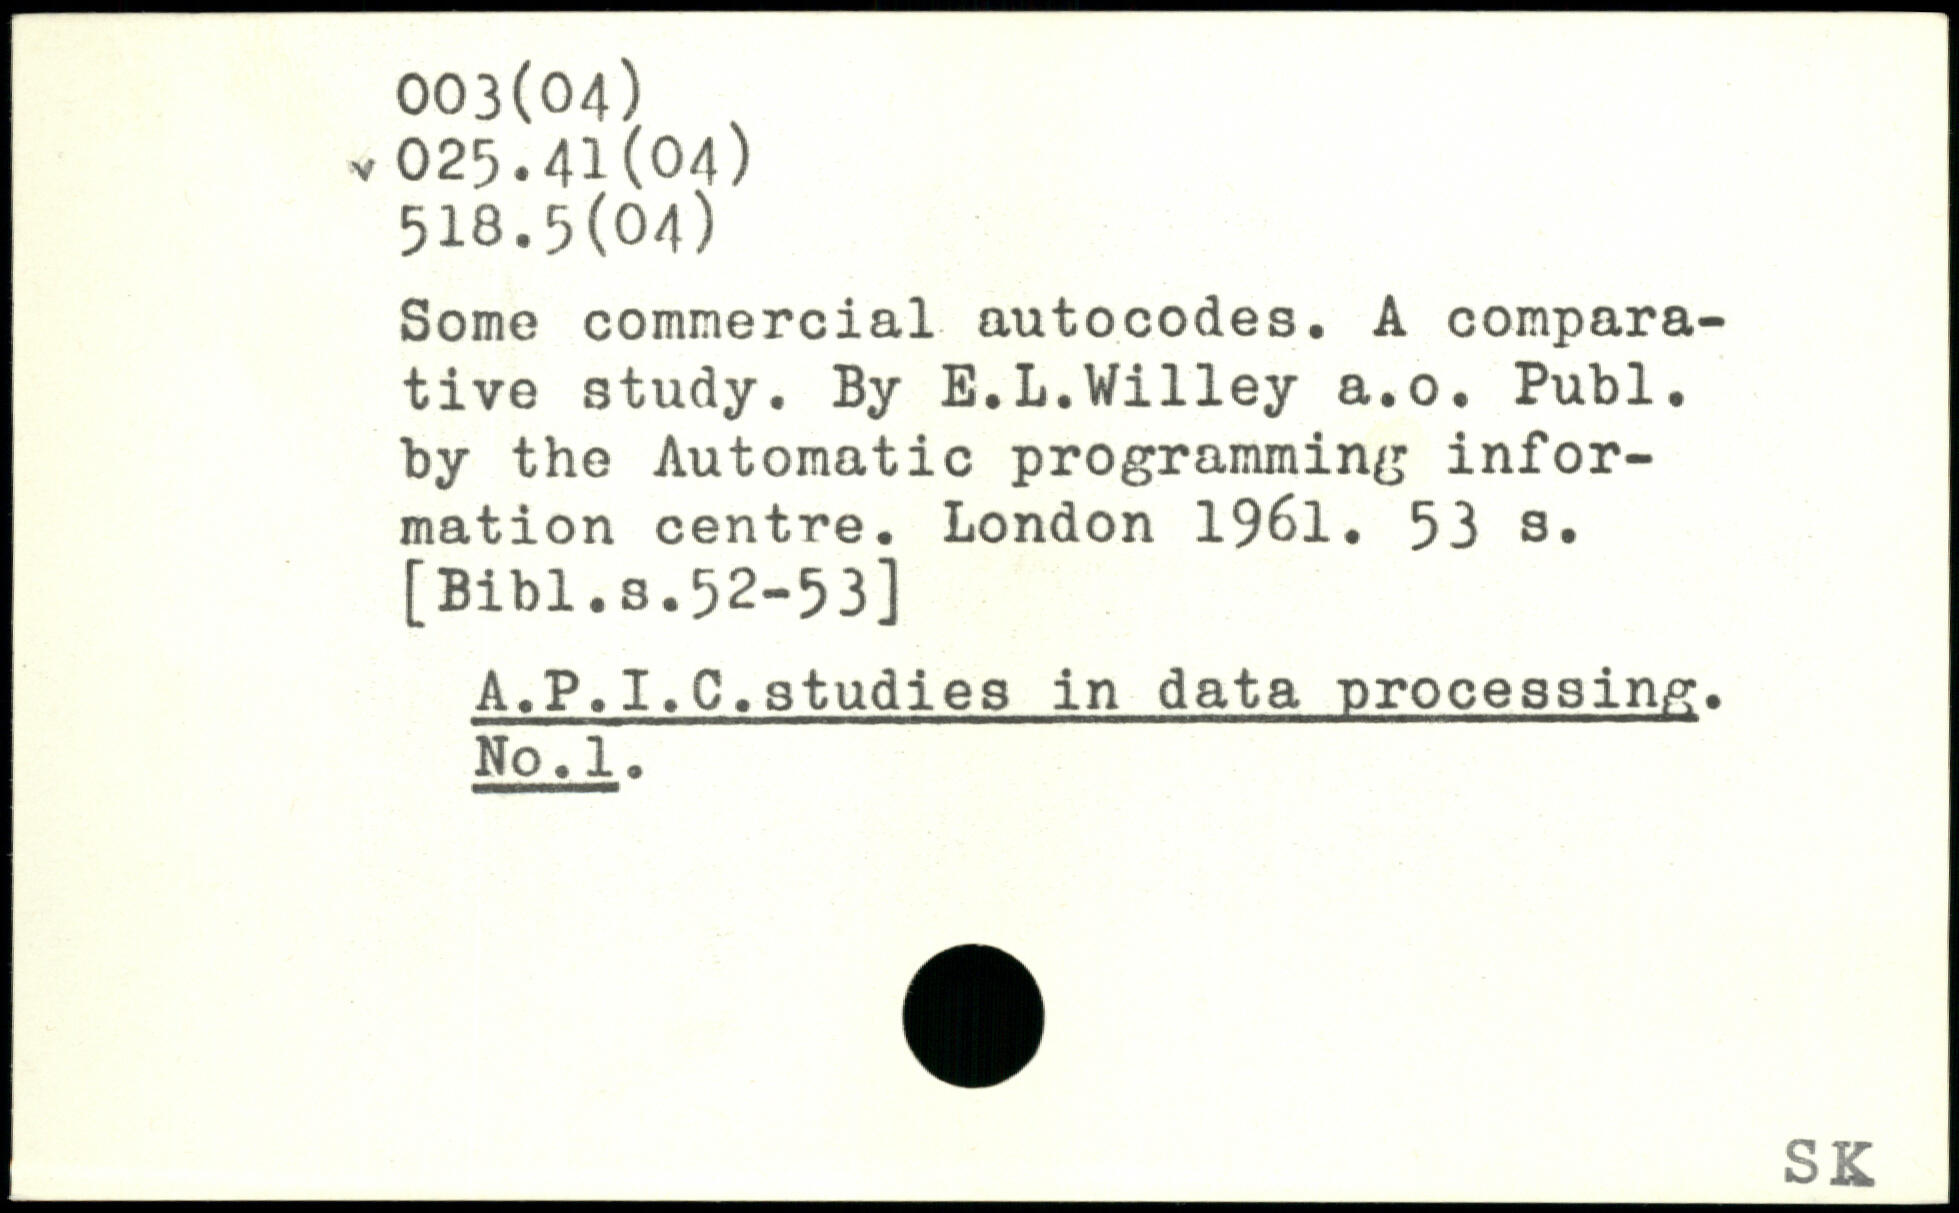 003(04)
025.41(04)
518.5(04)
Some commercial autocodes. A compara-
tive study. By E.L.Willey a.o. Publ.
by the Automatic programming infor-
mation centre. London 1961. 53 s.
[Bibl.s.52-53]
A.P.I.C.studies in data processing.
No.1.
SK